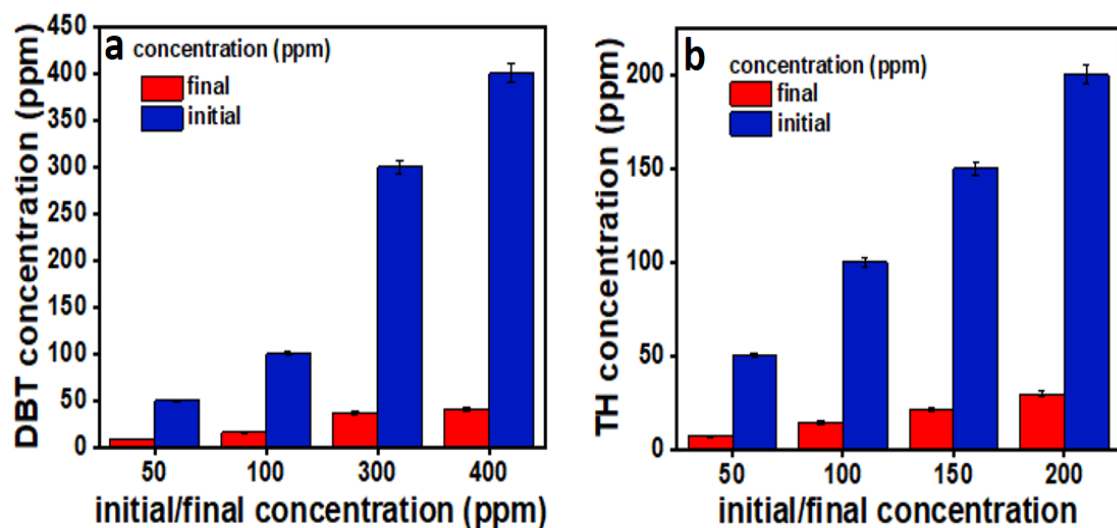 a
concentration (ppm)
final
initial
DBT concentration (ppm)
450
400
350
300
250
200
150
100
50
0
50 100 300 400
initial/final concentration (ppm)
b
concentration (ppm)
final
initial
TH concentration (ppm)
200
150
100
50
0
50 100 150 200
initial/final concentration